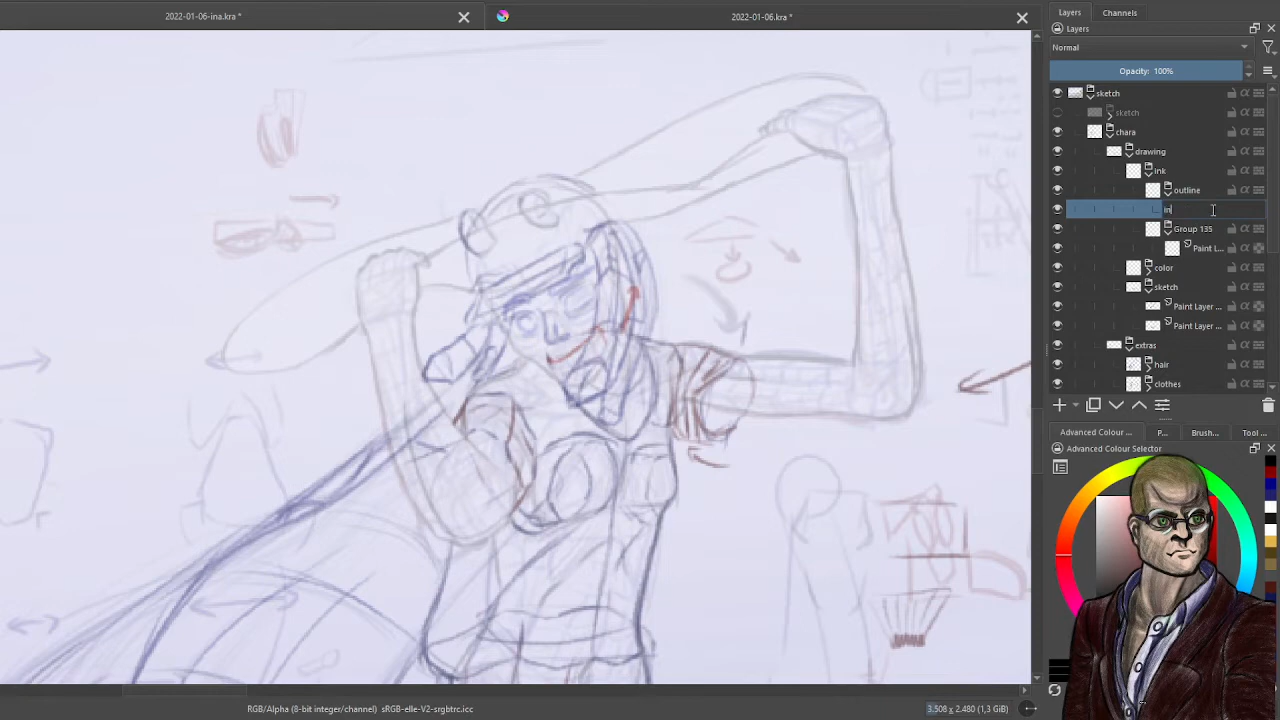 2022-01-06-ina.kra *
2022-01-06.kra *
Layers
Channels
Layers
Normal
Opacity: 100%
sketch
sketch
chara
drawing
ink
outline
in
Group 135
Paint L...
color
sketch
Paint Layer ...
Paint Layer ...
extras
hair
clothes
Advanced Colour ...
P...
Brush...
Tool ...
Advanced Colour Selector
RGB/Alpha (8-bit integer/channel) sRGB-elle-V2-srgbtrc.icc
3.508 x 2.480 (1,3 GiB)